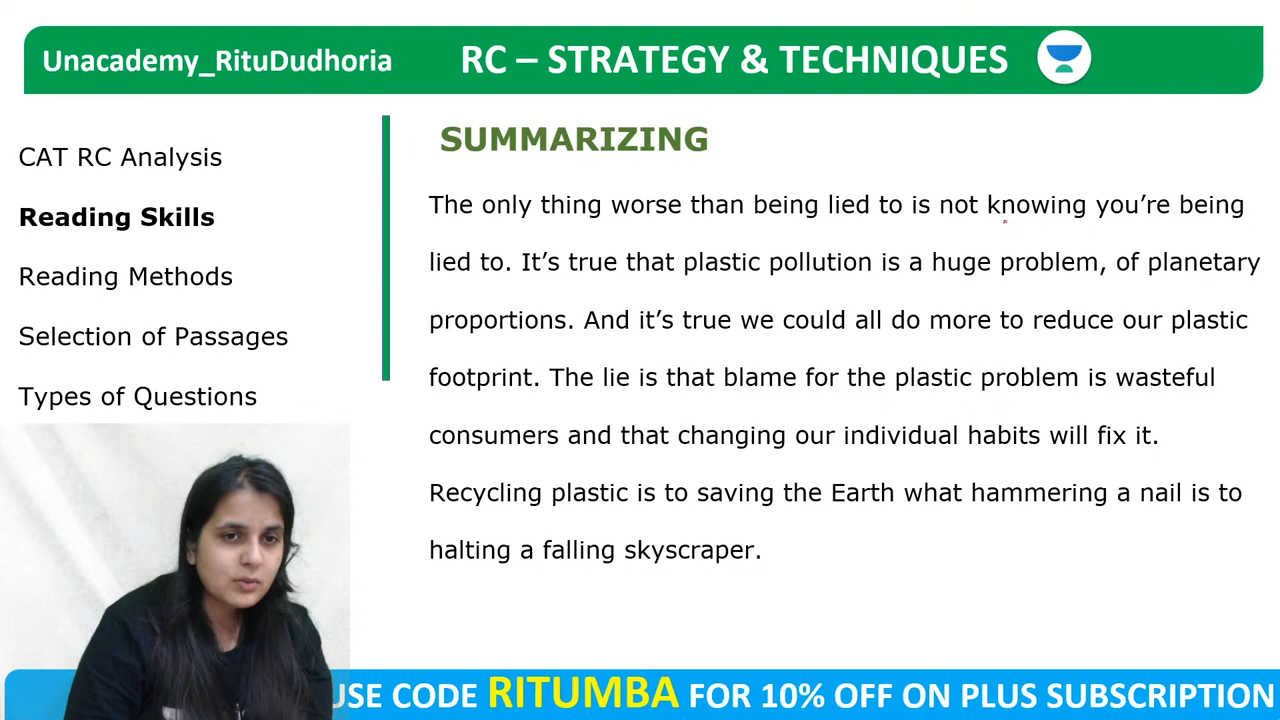 Unacademy_RituDudhoria
RC – STRATEGY & TECHNIQUES
CAT RC Analysis
Reading Skills
Reading Methods
Selection of Passages
Types of Questions
SUMMARIZING
The only thing worse than being lied to is not knowing you’re being
lied to. It’s true that plastic pollution is a huge problem, of planetary
proportions. And it’s true we could all do more to reduce our plastic
footprint. The lie is that blame for the plastic problem is wasteful
consumers and that changing our individual habits will fix it.
Recycling plastic is to saving the Earth what hammering a nail is to
halting a falling skyscraper.
USE CODE RITUMBA FOR 10% OFF ON PLUS SUBSCRIPTION